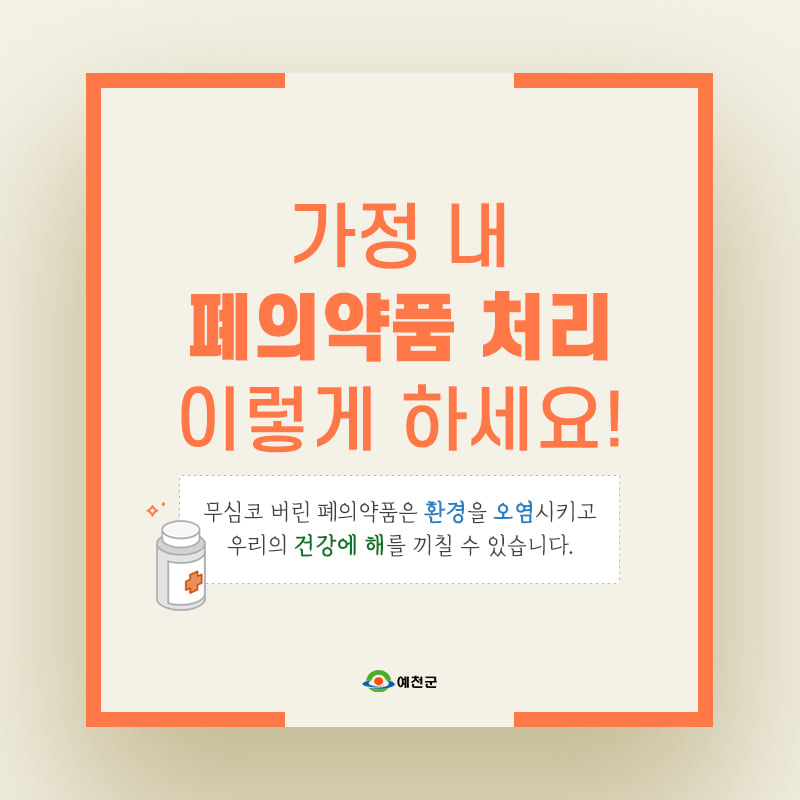 가정 내
폐의약품 처리
이렇게 하세요!
무심코 버린 폐의약품은 환경을 오염시키고
우리의 건강에 해를 끼칠 수 있습니다.
예천군